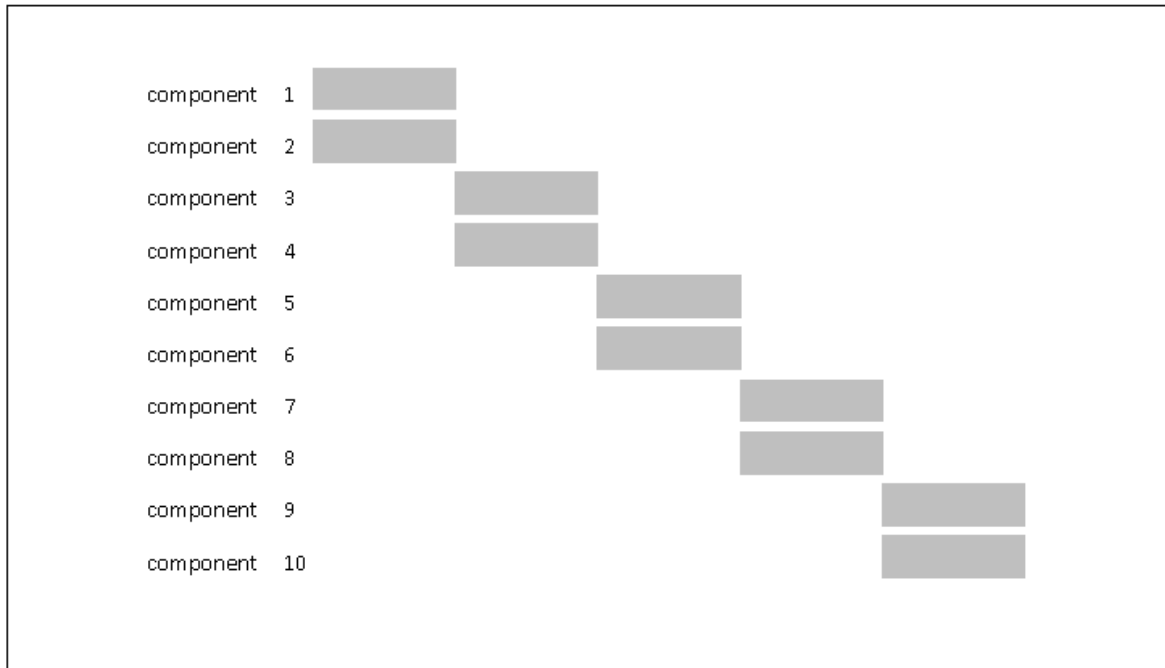 component 1
component 2
component 3
component 4
component 5
component 6
component 7
component 8
component 9
component 10